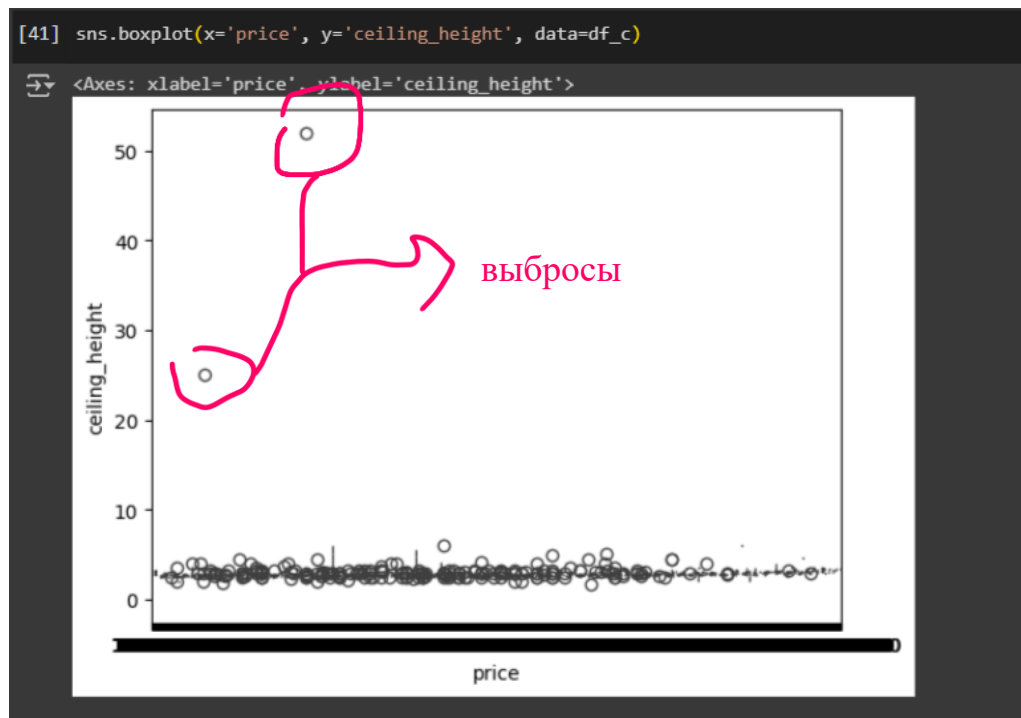 [41] sns.boxplot(x='price', y='ceiling_height', data=df_c)
<Axes: xlabel='price', ylabel='ceiling_height'>
50
40
выбросы
30
20
10
0
ceiling_height
price